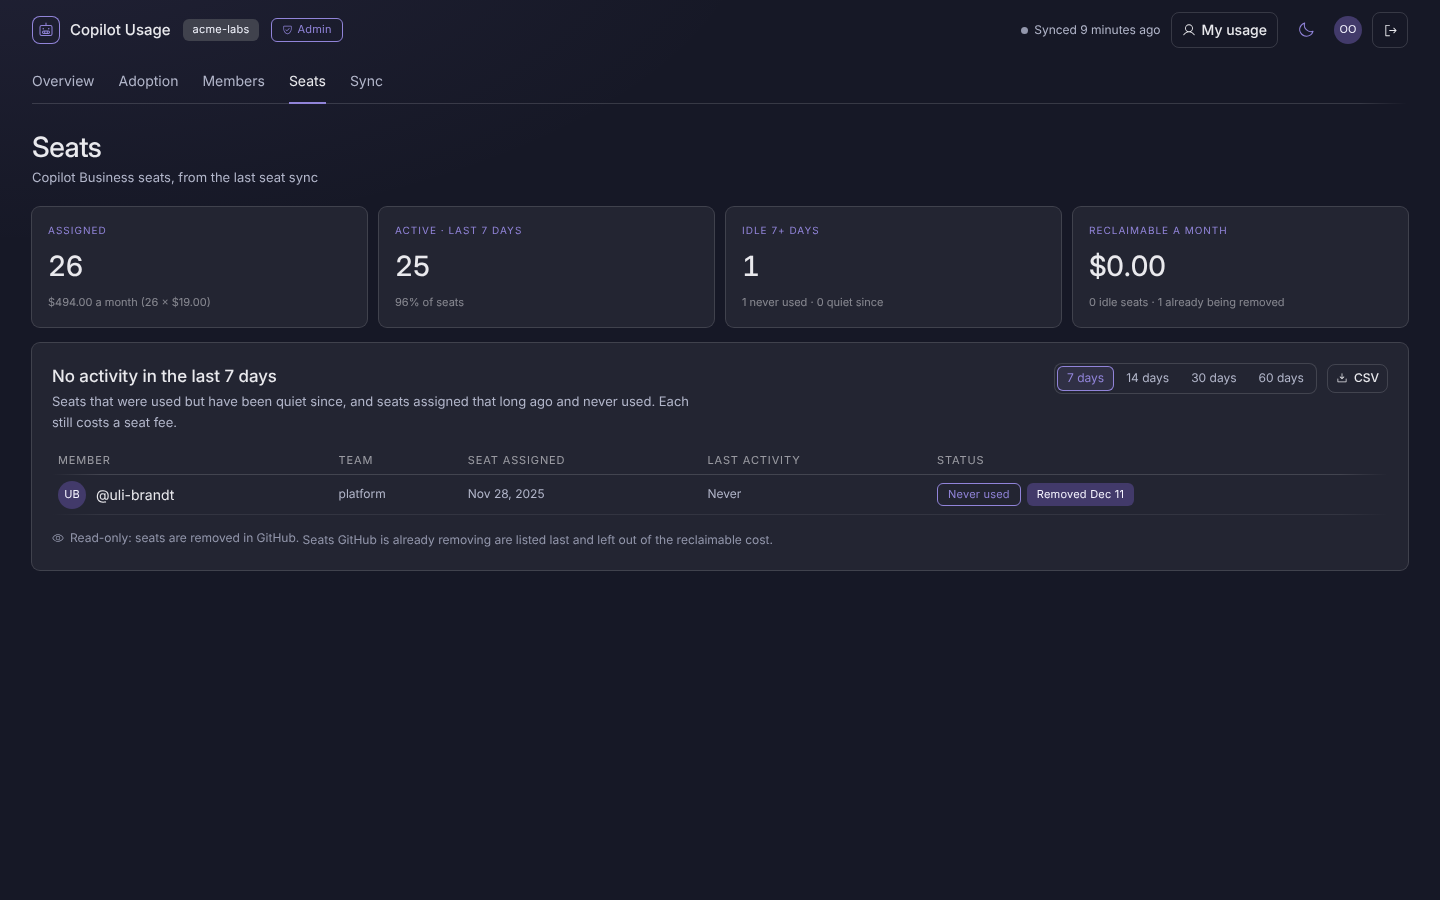 Copilot Usage acme-labs Admin Synced 9 minutes ago My usage OO
Overview Adoption Members Seats Sync
Seats
Copilot Business seats, from the last seat sync
ASSIGNED
26
$494.00 a month (26 × $19.00)
ACTIVE · LAST 7 DAYS
25
96% of seats
IDLE 7+ DAYS
1
1 never used · 0 quiet since
RECLAIMABLE A MONTH
$0.00
0 idle seats · 1 already being removed
No activity in the last 7 days
Seats that were used but have been quiet since, and seats assigned that long ago and never used. Each
still costs a seat fee.
7 days 14 days 30 days 60 days CSV
MEMBER TEAM SEAT ASSIGNED LAST ACTIVITY STATUS
UB @uli-brandt platform Nov 28, 2025 Never Never used Removed Dec 11
Read-only: seats are removed in GitHub. Seats GitHub is already removing are listed last and left out of the reclaimable cost.